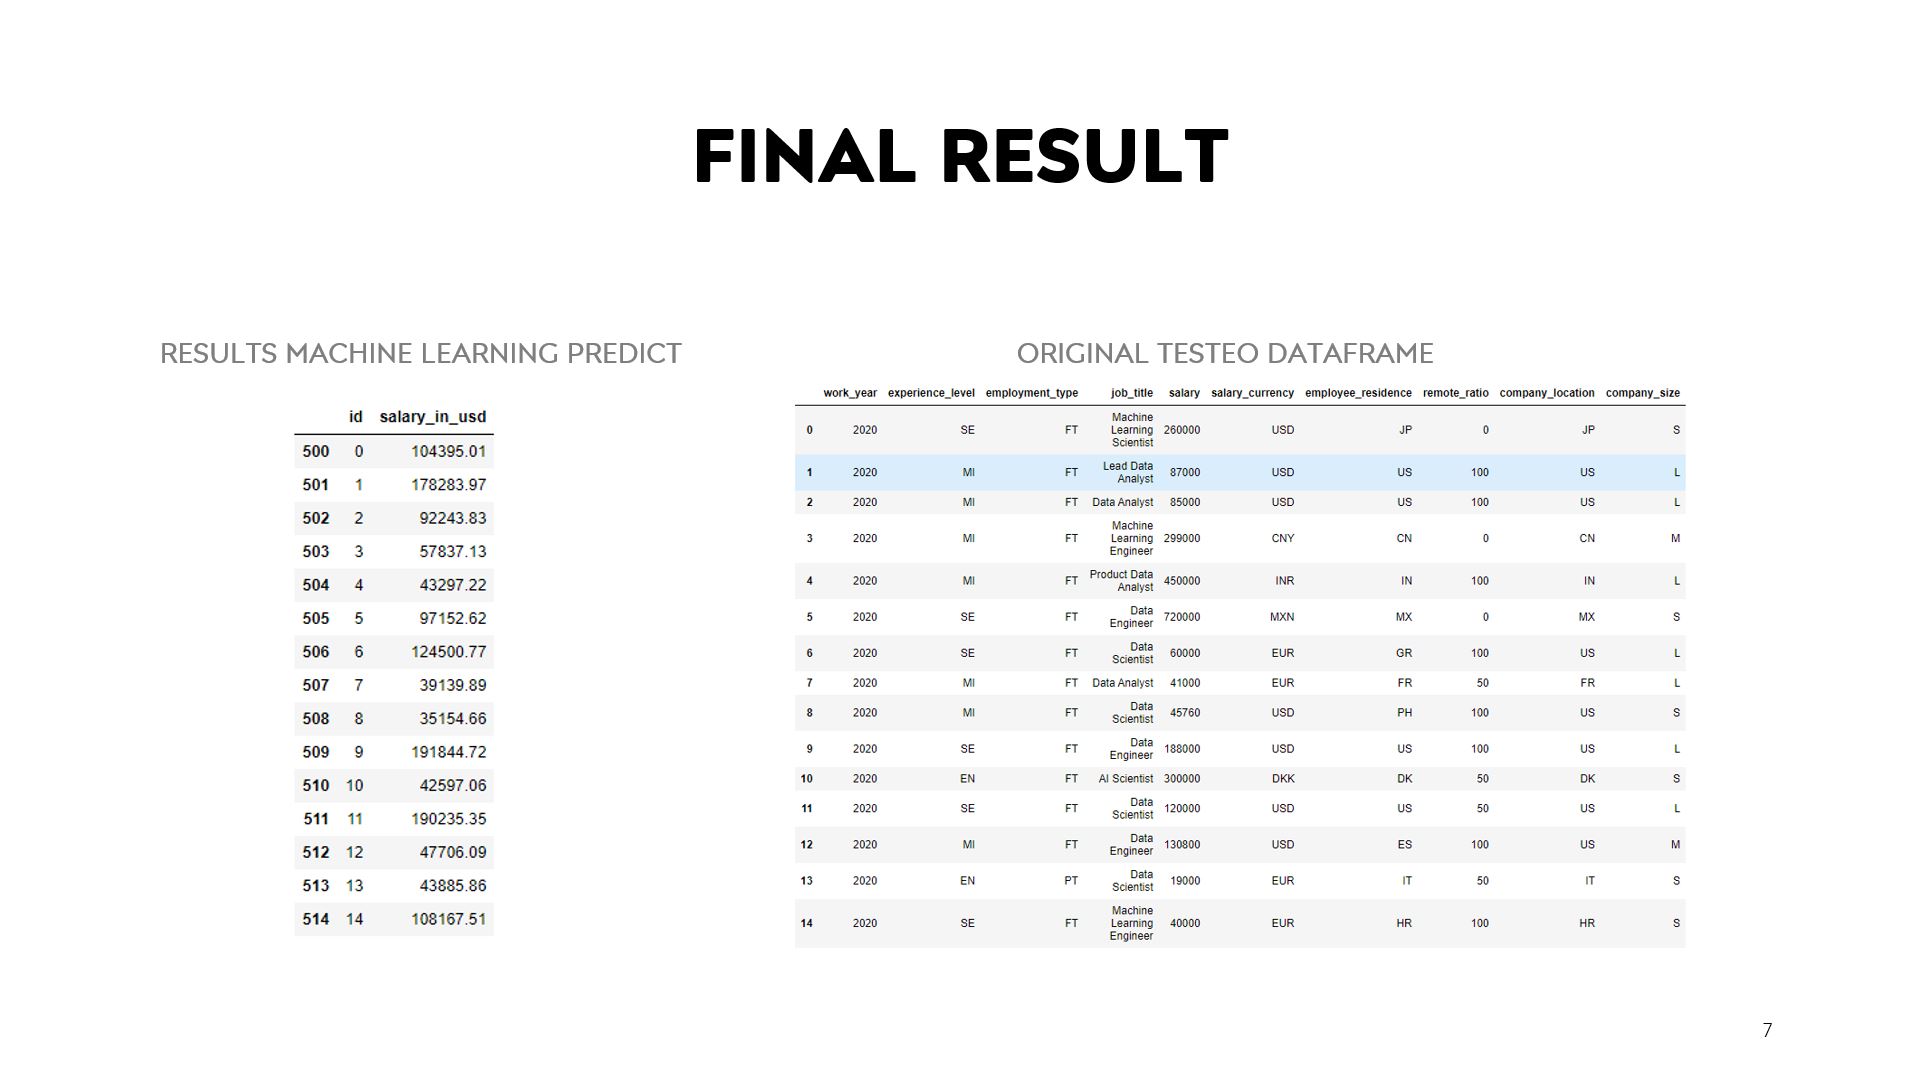 FINAL RESULT
RESULTS MACHINE LEARNING PREDICT
id salary_in_usd
500 0 104395.01
501 1 178283.97
502 2 92243.83
503 3 57837.13
504 4 43297.22
505 5 97152.62
506 6 124500.77
507 7 39139.89
508 8 35154.66
509 9 191844.72
510 10 42597.06
511 11 190235.35
512 12 47706.09
513 13 43885.86
514 14 108167.51
ORIGINAL TESTEO DATAFRAME
work_year experience_level employment_type job_title salary salary_currency employee_residence remote_ratio company_location company_size
0 2020 SE FT Machine Learning Scientist 260000 USD JP 0 JP S
1 2020 MI FT Lead Data Analyst 87000 USD US 100 US L
2 2020 MI FT Data Analyst 85000 USD US 100 US L
3 2020 MI FT Machine Learning Engineer 299000 CNY CN 0 CN M
4 2020 MI FT Product Data Analyst 450000 INR IN 100 IN L
5 2020 SE FT Data Engineer 720000 MXN MX 0 MX S
6 2020 SE FT Data Scientist 60000 EUR GR 100 US L
7 2020 MI FT Data Analyst 41000 EUR FR 50 FR L
8 2020 MI FT Data Scientist 45760 USD PH 100 US S
9 2020 SE FT Data Engineer 188000 USD US 100 US L
10 2020 EN FT AI Scientist 300000 DKK DK 50 DK S
11 2020 SE FT Data Scientist 120000 USD US 50 US L
12 2020 MI FT Data Engineer 130800 USD ES 100 US M
13 2020 EN PT Data Scientist 19000 EUR IT 50 IT S
14 2020 SE FT Machine Learning Engineer 40000 EUR HR 100 HR S
7